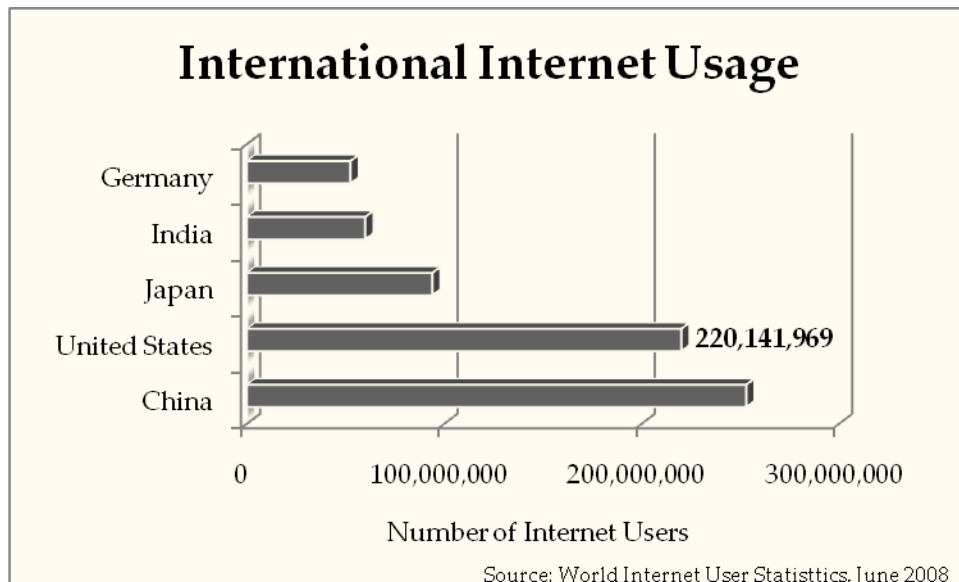 International Internet Usage
Germany
India
Japan
United States
220,141,969
China
0
100,000,000
200,000,000
300,000,000
Number of Internet Users
Source: World Internet User Statisttics, June 2008